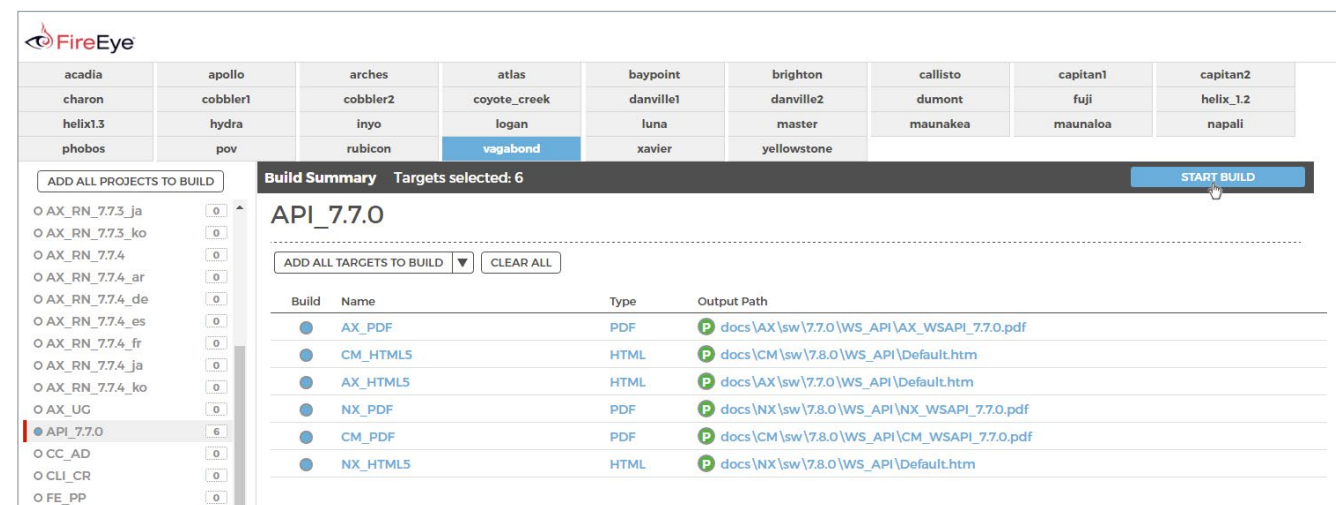 FireEye
acadia apollo arches atlas baypoint brighton callisto capitan1 capitan2
charon cobbler1 cobbler2 coyote_creek danville1 danville2 dumont fuji helix_1.2
helix1.3 hydra inyo logan luna master maunakea maunaloa napali
phobos pov rubicon vagabond xavier yellowstone
ADD ALL PROJECTS TO BUILD
AX_RN_7.7.3_ja 0
AX_RN_7.7.3_ko 0
AX_RN_7.7.4 0
AX_RN_7.7.4_ar 0
AX_RN_7.7.4_de 0
AX_RN_7.7.4_es 0
AX_RN_7.7.4_fr 0
AX_RN_7.7.4_ja 0
AX_RN_7.7.4_ko 0
AX_UG 0
API_7.7.0 6
CC_AD 0
CLI_CR 0
FE_PP 0
Build Summary Targets selected: 6 START BUILD
API_7.7.0
ADD ALL TARGETS TO BUILD CLEAR ALL
Build Name Type Output Path
AX_PDF PDF P docs\AX\sw\7.7.0\WS_API\AX_WSAPI_7.7.0.pdf
CM_HTML5 HTML P docs\CM\sw\7.8.0\WS_API\Default.htm
AX_HTML5 HTML P docs\AX\sw\7.7.0\WS_API\Default.htm
NX_PDF PDF P docs\NX\sw\7.8.0\WS_API\NX_WSAPI_7.7.0.pdf
CM_PDF PDF P docs\CM\sw\7.8.0\WS_API\CM_WSAPI_7.7.0.pdf
NX_HTML5 HTML P docs\NX\sw\7.8.0\WS_API\Default.htm